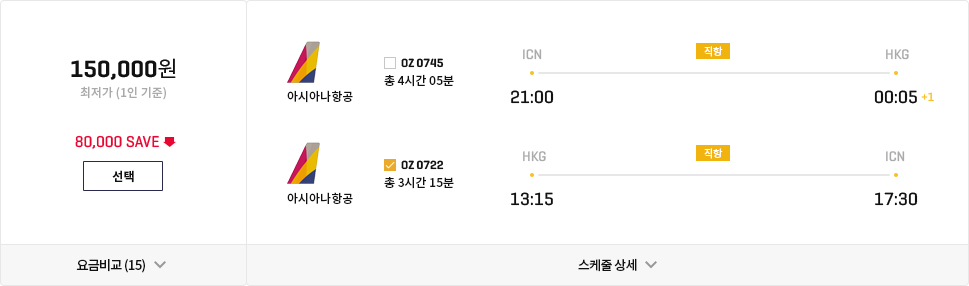 150,000원
최저가 (1인 기준)
80,000 SAVE
선택
요금비교 (15)
아시아나항공
OZ 0745
총 4시간 05분
ICN
직항
HKG
21:00
00:05 +1
아시아나항공
OZ 0722
총 3시간 15분
HKG
직항
ICN
13:15
17:30
스케줄 상세